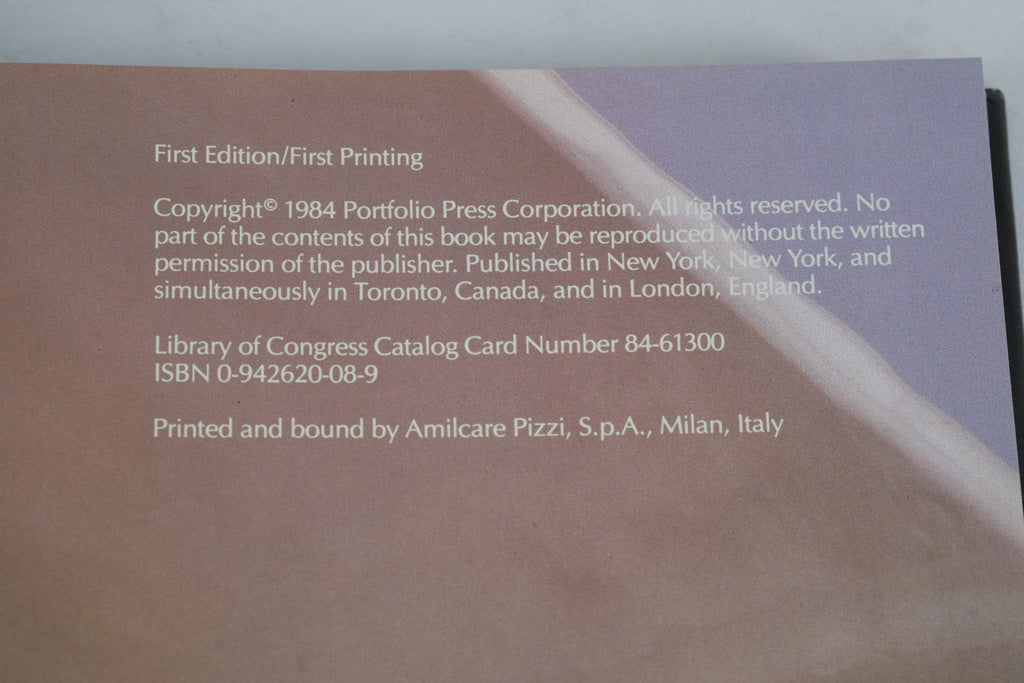 First Edition/First Printing
Copyright© 1984 Portfolio Press Corporation. All rights reserved. No
part of the contents of this book may be reproduced without the written
permission of the publisher. Published in New York, New York, and
simultaneously in Toronto, Canada, and in London, England.
Library of Congress Catalog Card Number 84-61300
ISBN 0-942620-08-9
Printed and bound by Amilcare Pizzi, S.p.A., Milan, Italy